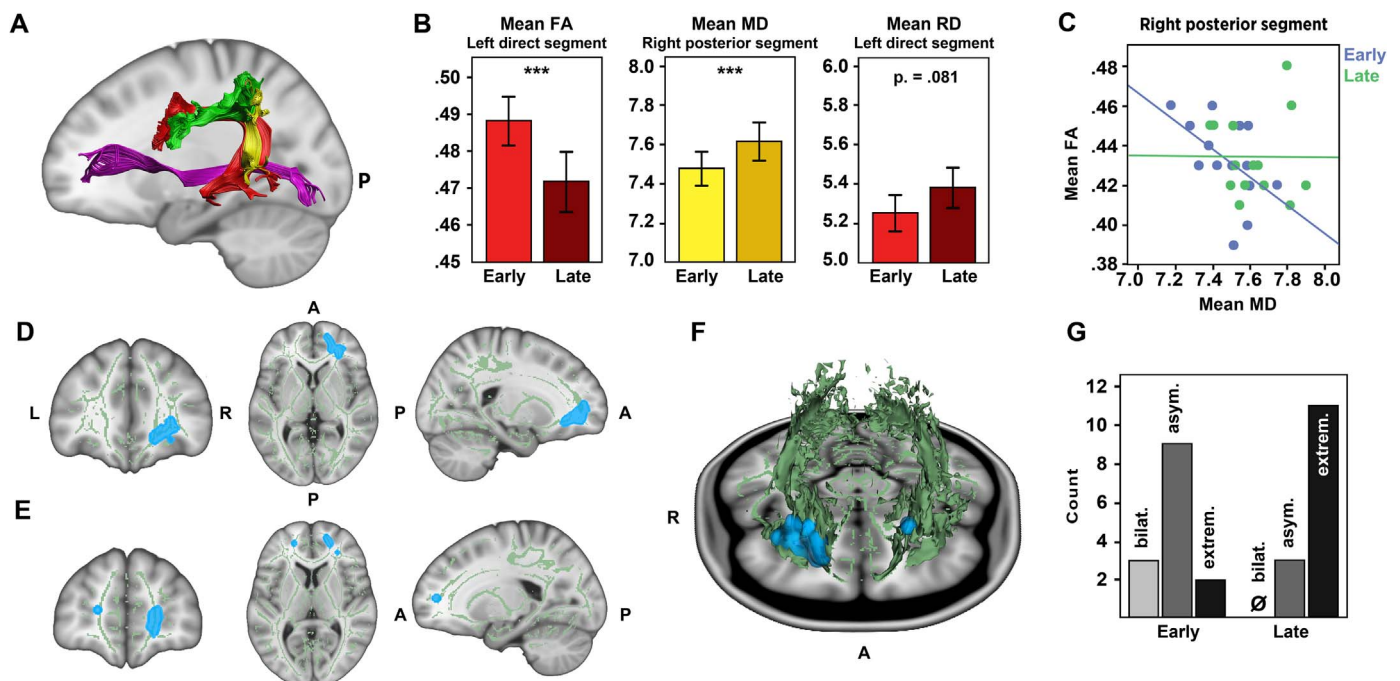 A
P
B
Mean FA
Left direct segment
***
.50
.49
.48
.47
.46
.45
Early Late
Mean MD
Right posterior segment
***
8.0
7.8
7.6
7.4
7.2
7.0
Early Late
Mean RD
Left direct segment
p. = .081
6.0
5.8
5.6
5.4
5.2
5.0
Early Late
C
Right posterior segment
Early
Late
Mean FA
.48
.46
.44
.42
.40
.38
7.0 7.2 7.4 7.6 7.8 8.0
Mean MD
D
L
R
A
P
P
A
E
A
P
F
R
A
G
Count
12
10
8
6
4
2
bilat.
asym.
extrem.
Ø
bilat.
asym.
extrem.
Early Late